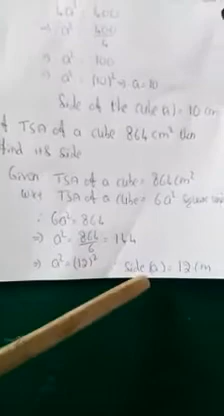 6a² = 600
⇒ a² = 600/6
⇒ a² = 100
⇒ a² = (10)² ⇒ a = 10
Side of the cube (a) = 10 cm
If TSA of a cube 864 cm² then
find its side
Given TSA of a cube = 864 cm²
WKT TSA of a cube = 6a² square
∴ 6a² = 864
⇒ a² = 864/6 = 144
⇒ a² = (12)² Side (a) = 12 cm